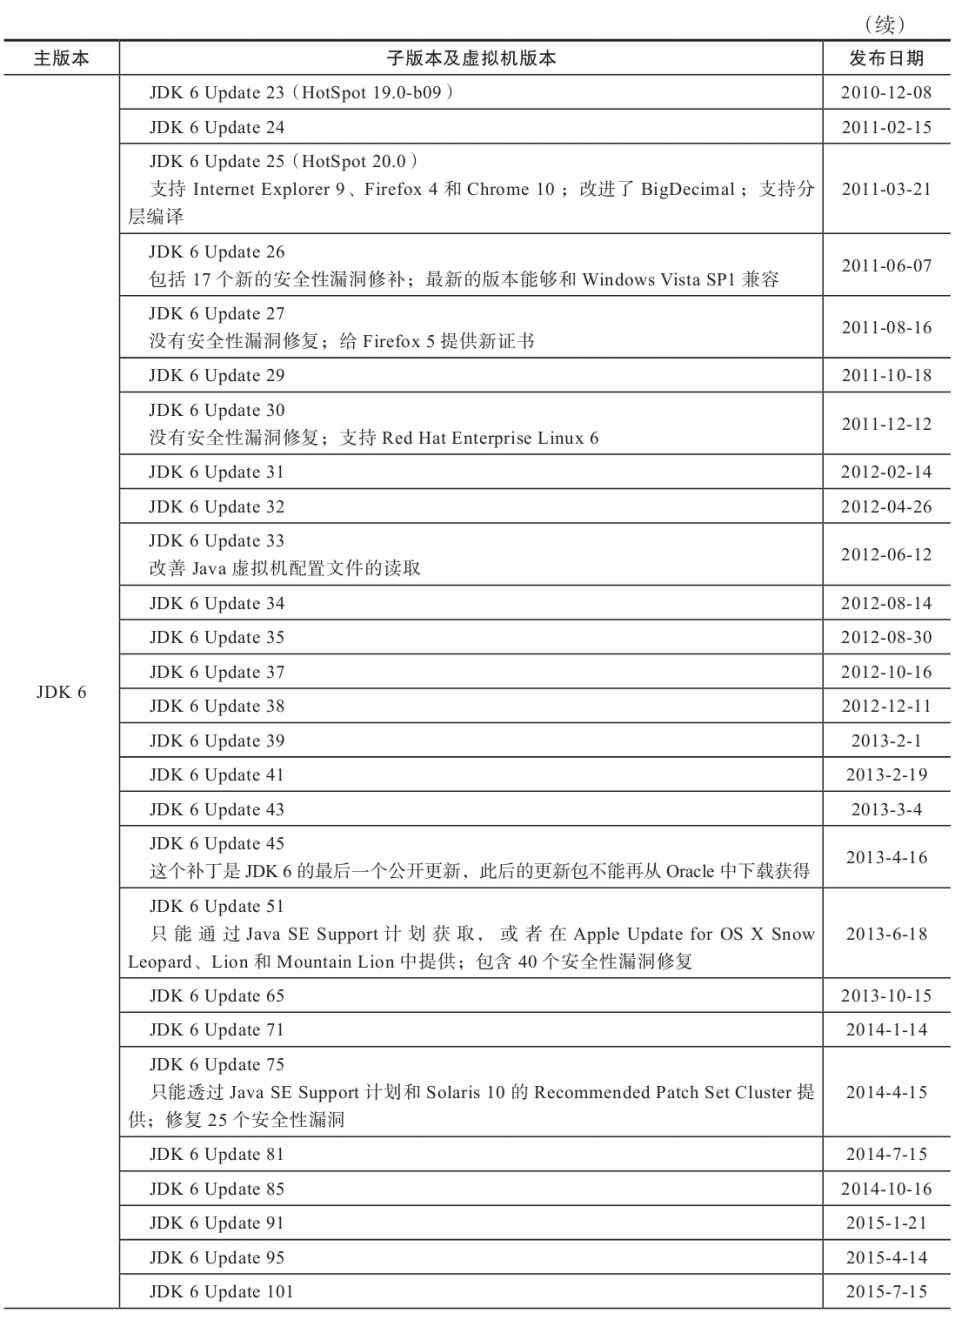 （续）
主版本 子版本及虚拟机版本 发布日期
JDK 6 Update 23（HotSpot 19.0-b09） 2010-12-08
JDK 6 Update 24 2011-02-15
JDK 6 Update 25（HotSpot 20.0）
支持 Internet Explorer 9、Firefox 4 和 Chrome 10；改进了 BigDecimal；支持分 2011-03-21
层编译
JDK 6 Update 26
包括 17 个新的安全性漏洞修补；最新的版本能够和 Windows Vista SP1 兼容 2011-06-07
JDK 6 Update 27
没有安全性漏洞修复；给 Firefox 5 提供新证书 2011-08-16
JDK 6 Update 29 2011-10-18
JDK 6 Update 30
没有安全性漏洞修复；支持 Red Hat Enterprise Linux 6 2011-12-12
JDK 6 Update 31 2012-02-14
JDK 6 Update 32 2012-04-26
JDK 6 Update 33
改善 Java 虚拟机配置文件的读取 2012-06-12
JDK 6 Update 34 2012-08-14
JDK 6 Update 35 2012-08-30
JDK 6 JDK 6 Update 37 2012-10-16
JDK 6 Update 38 2012-12-11
JDK 6 Update 39 2013-2-1
JDK 6 Update 41 2013-2-19
JDK 6 Update 43 2013-3-4
JDK 6 Update 45
这个补丁是 JDK 6 的最后一个公开更新，此后的更新包不能再从 Oracle 中下载获得 2013-4-16
JDK 6 Update 51
只能通过 Java SE Support 计划获取，或者在 Apple Update for OS X Snow 2013-6-18
Leopard、Lion 和 Mountain Lion 中提供；包含 40 个安全性漏洞修复
JDK 6 Update 65 2013-10-15
JDK 6 Update 71 2014-1-14
JDK 6 Update 75
只能透过 Java SE Support 计划和 Solaris 10 的 Recommended Patch Set Cluster 提 2014-4-15
供；修复 25 个安全性漏洞
JDK 6 Update 81 2014-7-15
JDK 6 Update 85 2014-10-16
JDK 6 Update 91 2015-1-21
JDK 6 Update 95 2015-4-14
JDK 6 Update 101 2015-7-15